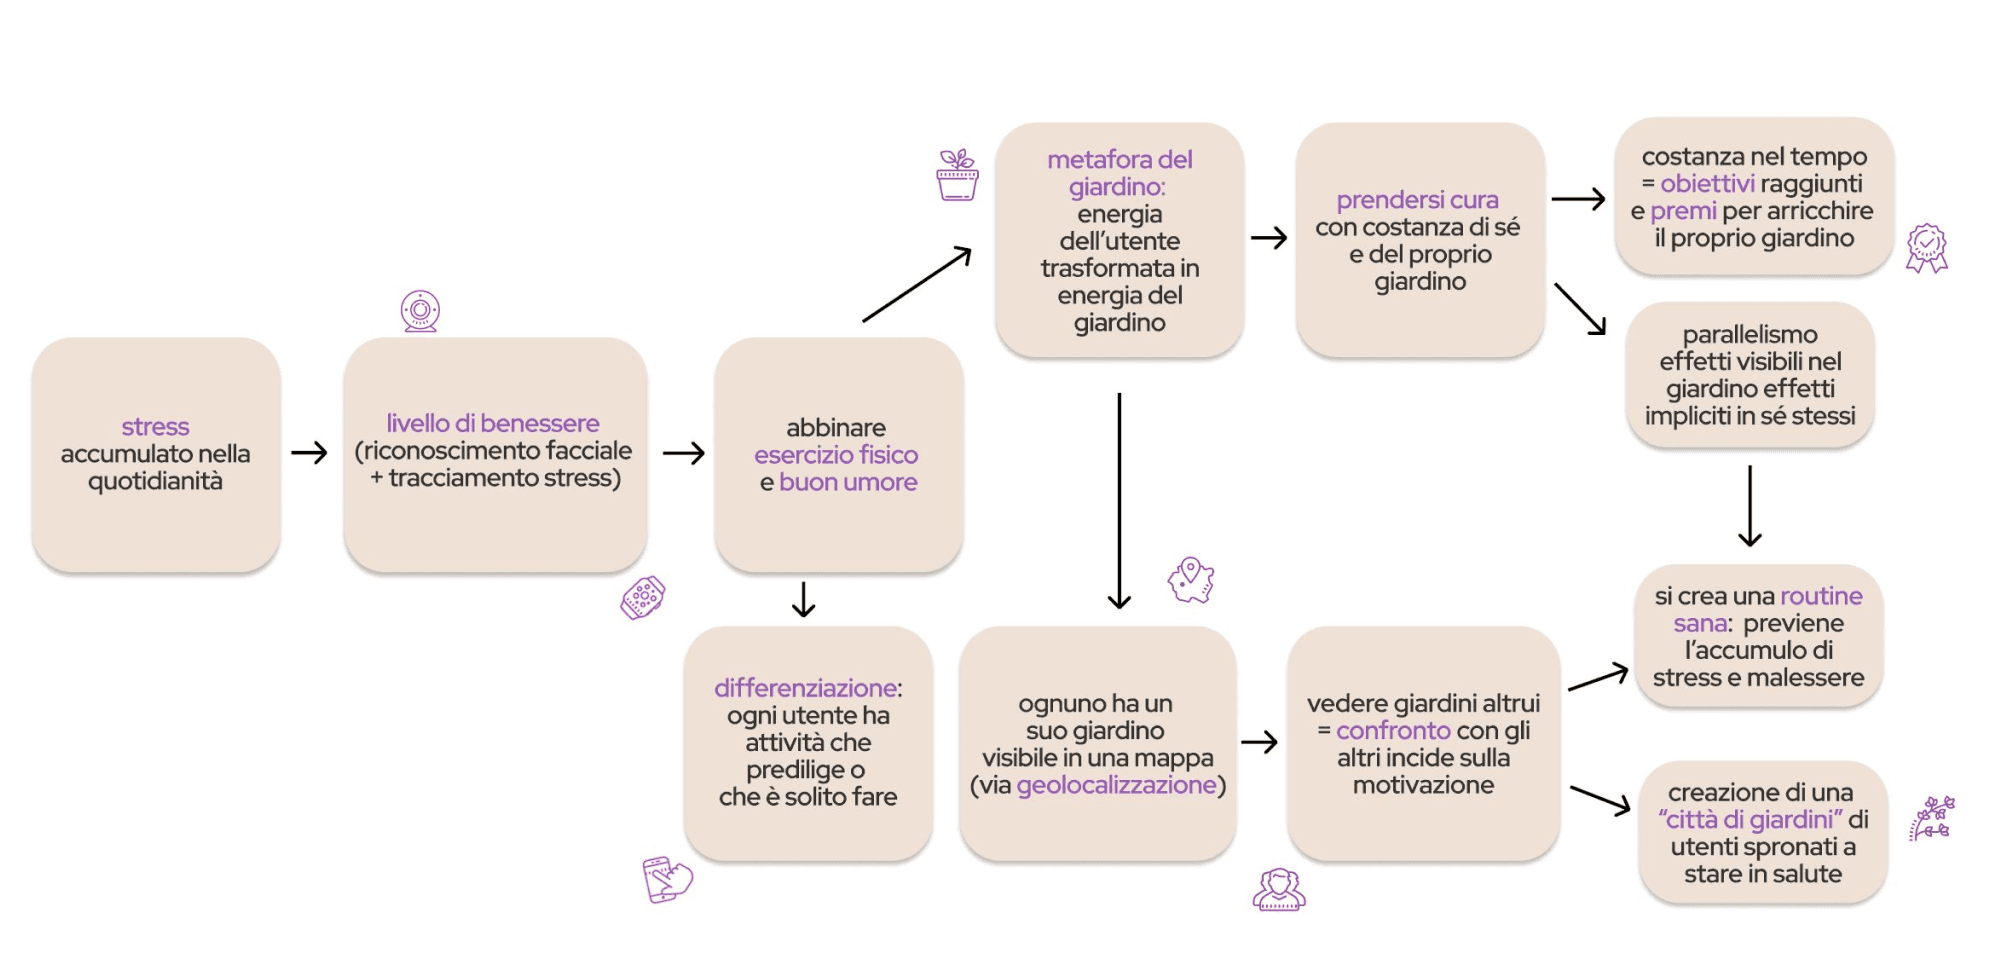 stress
accumulato nella
quotidianità
livello di benessere
(riconoscimento facciale
+ tracciamento stress)
abbinare
esercizio fisico
e buon umore
differenziazione:
ogni utente ha
attività che
predilige o
che è solito fare
metafora del
giardino:
energia
dell'utente
trasformata in
energia del
giardino
prendersi cura
con costanza di sé
e del proprio
giardino
costanza nel tempo
= obiettivi raggiunti
e premi per arricchire
il proprio giardino
parallelismo
effetti visibili nel
giardino effetti
impliciti in sé stessi
ognuno ha un
suo giardino
visibile in una mappa
(via geolocalizzazione)
vedere giardini altrui
= confronto con gli
altri incide sulla
motivazione
si crea una routine
sana: previene
l'accumulo di
stress e malessere
creazione di una
“città di giardini” di
utenti spronati a
stare in salute